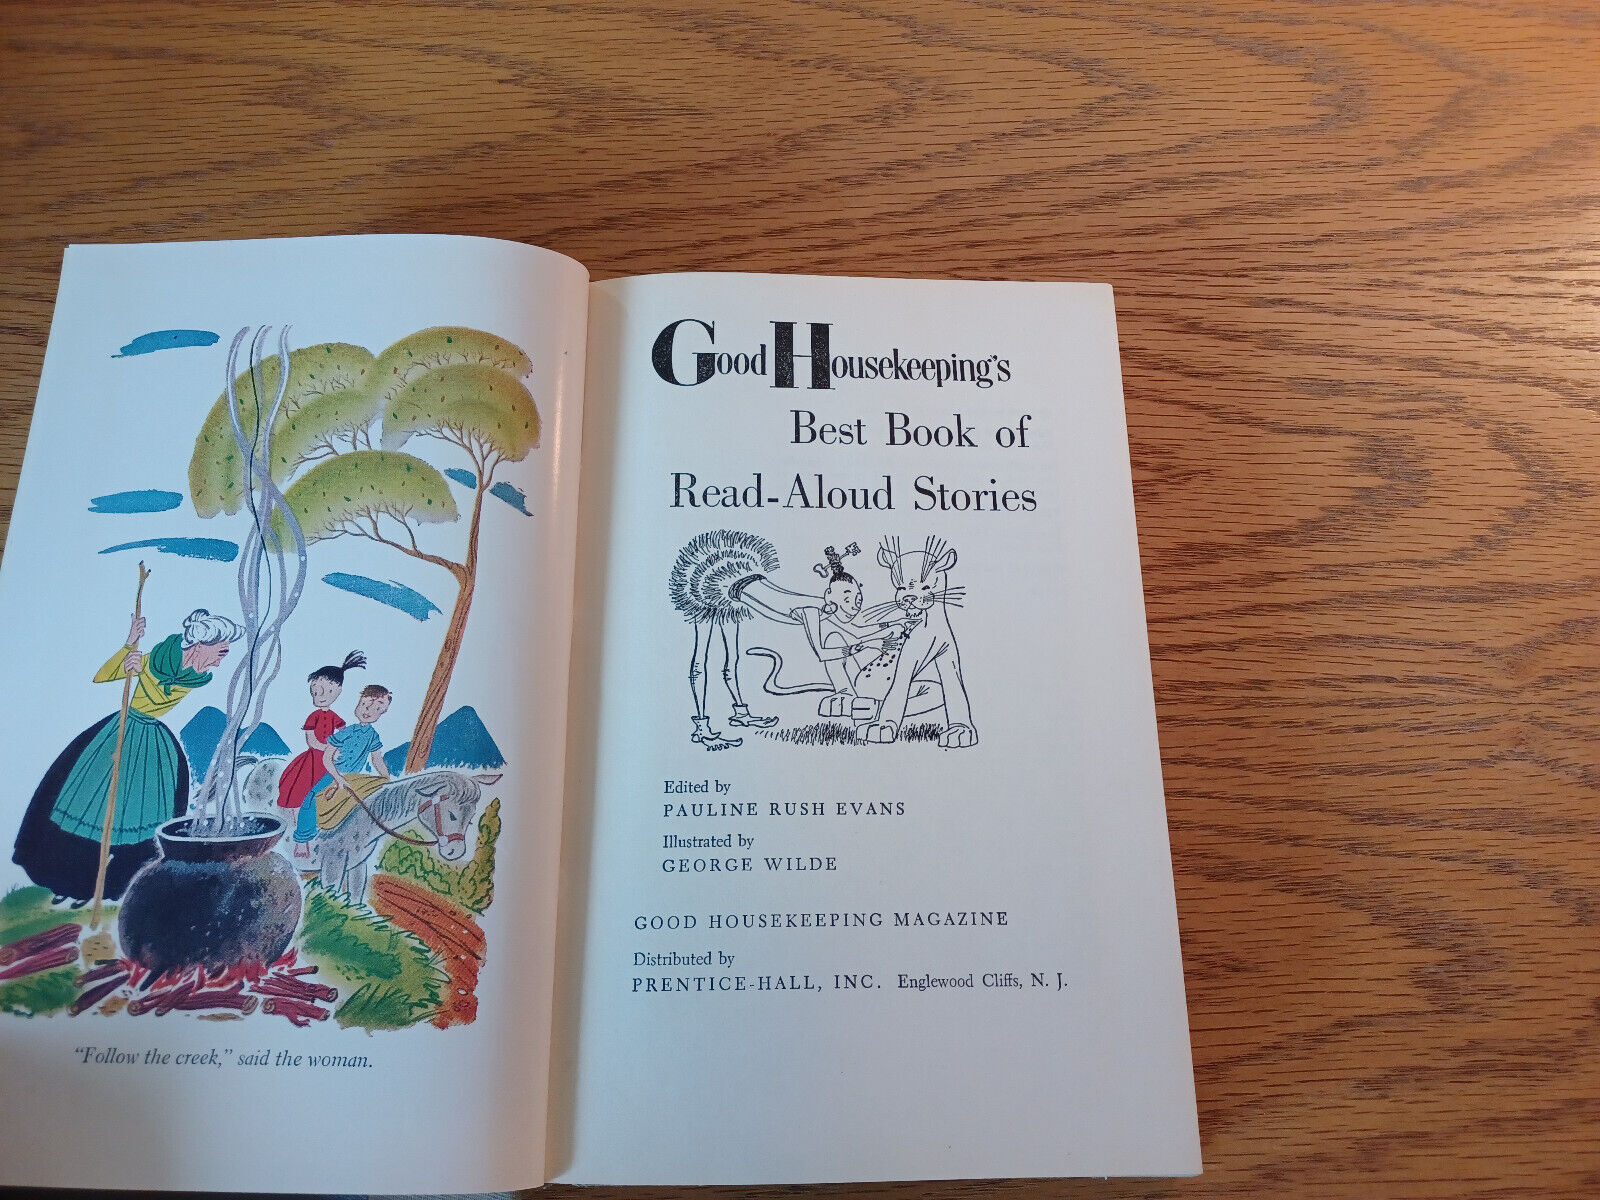 "Follow the creek," said the woman.
Good Housekeeping's
Best Book of
Read-Aloud Stories
Edited by
PAULINE RUSH EVANS
Illustrated by
GEORGE WILDE
GOOD HOUSEKEEPING MAGAZINE
Distributed by
PRENTICE-HALL, INC. Englewood Cliffs, N. J.